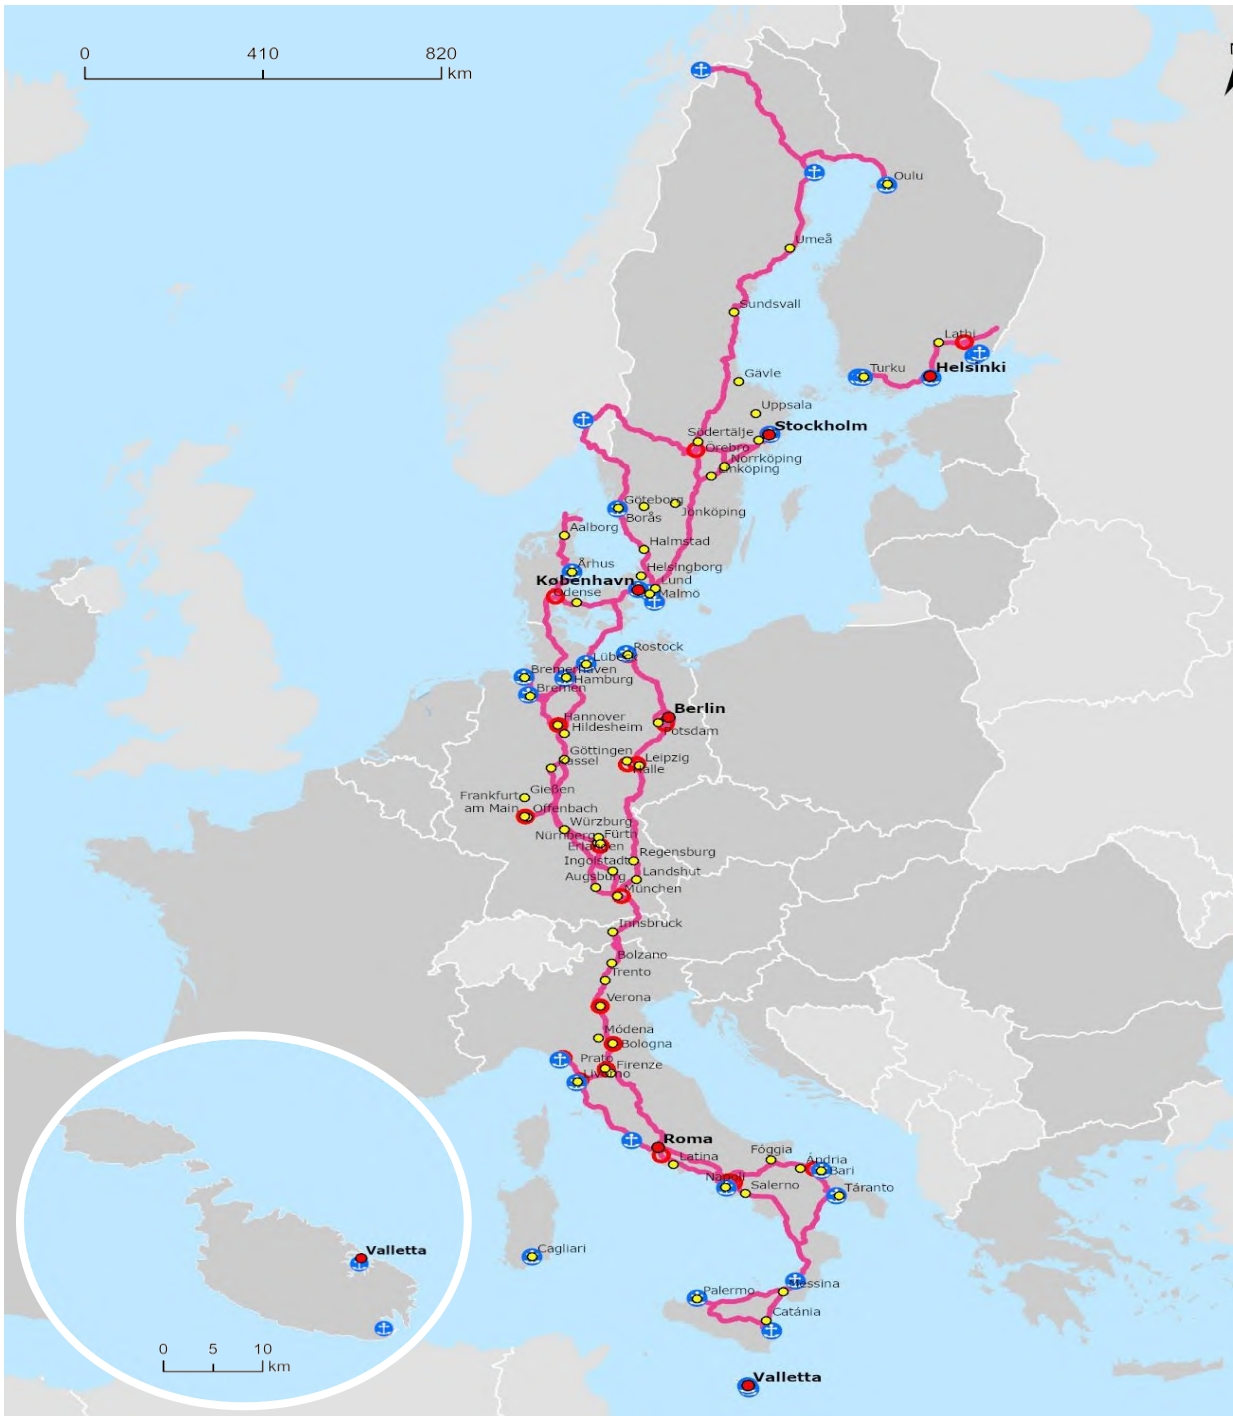 0 410 820
km
N
Oulu
Umeå
Sundsvall
Lathi
Turku
Helsinki
Gävle
Uppsala
Stockholm
Södertälje
Örebro
Norrköping
Linköping
Göteborg
Borås
Jönköping
Aalborg
Halmstad
Århus
Helsingborg
København
Lund
Odense
Malmö
Rostock
Lübeck
Bremerhaven
Hamburg
Bremen
Berlin
Hannover
Potsdam
Hildesheim
Göttingen
Kassel
Leipzig
Halle
Gießen
Frankfurt
am Main
Offenbach
Würzburg
Nürnberg
Fürth
Erlangen
Ingolstadt
Regensburg
Augsburg
Landshut
München
Innsbruck
Bolzano
Trento
Verona
Módena
Bologna
Prato
Firenze
Livorno
Roma
Latina
Fóggia
Ándria
Bari
Napoli
Salerno
Táranto
Cagliari
Palermo
Messina
Catánia
Valletta
Valletta
0 5 10
km